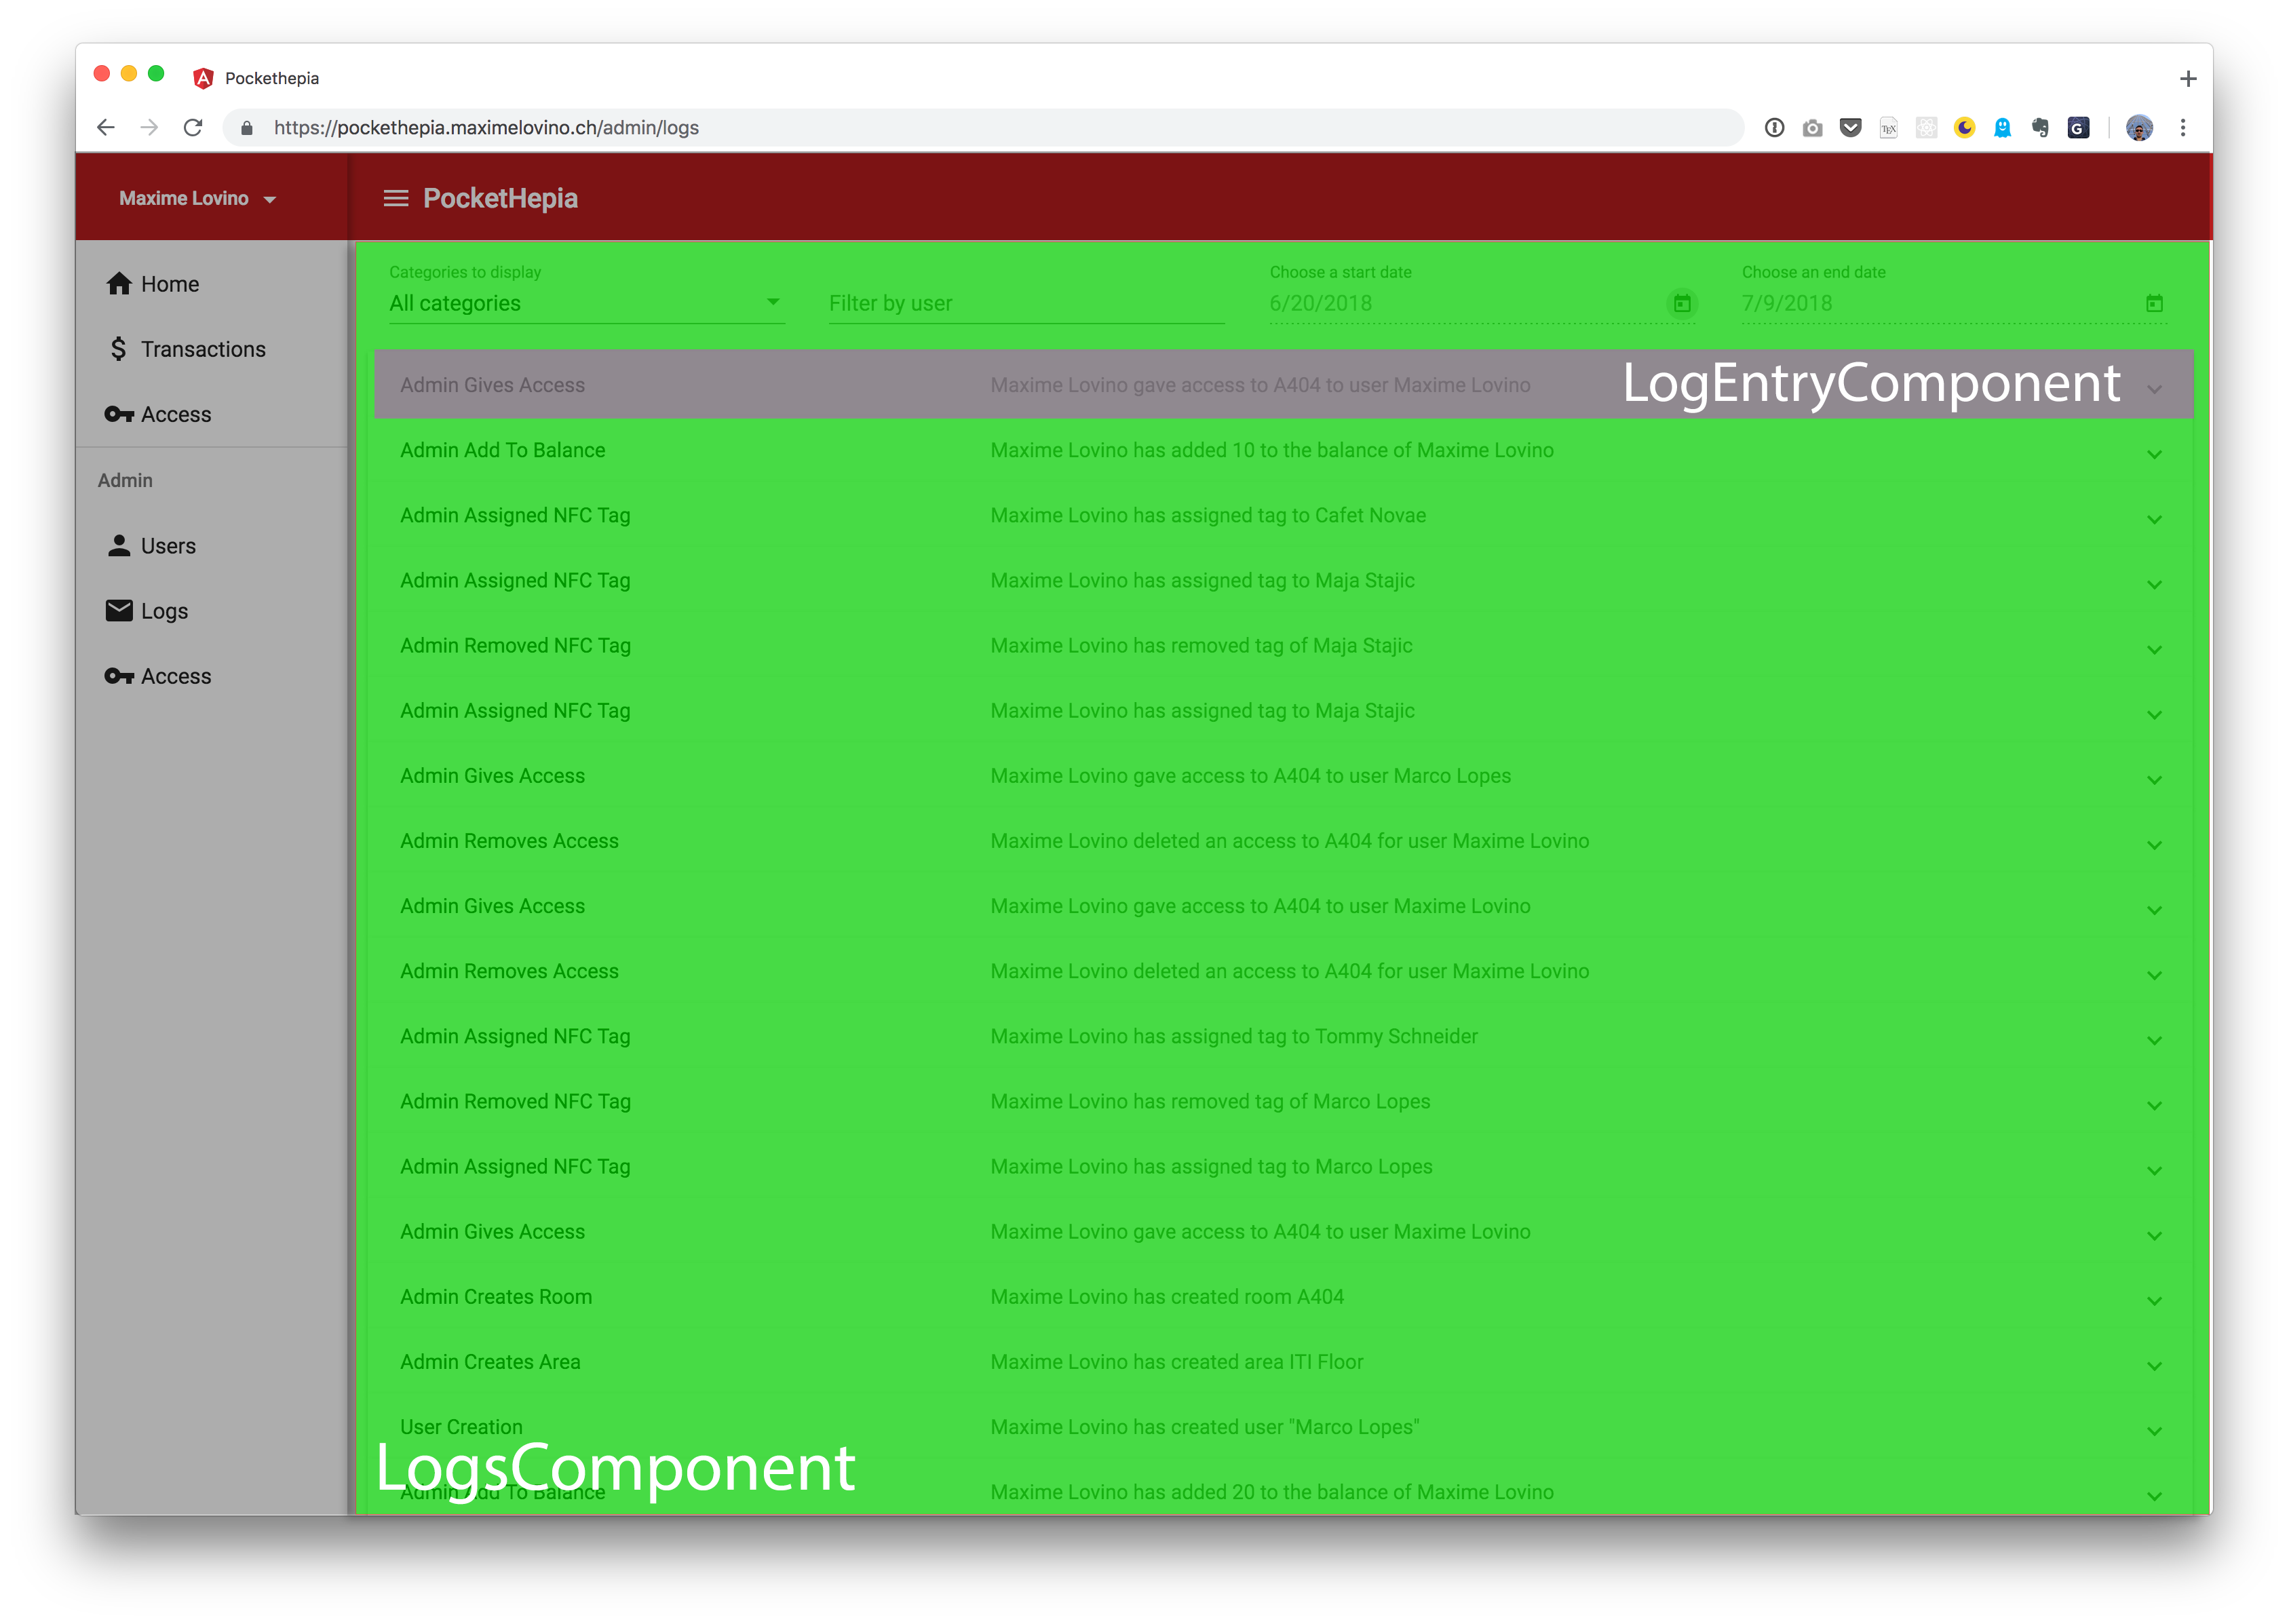 Pockethepia
https://pockethepia.maximelovino.ch/admin/logs
TEX
G
Maxime Lovino
PocketHepia
Home
Transactions
Access
Admin
Users
Logs
Access
Categories to display
Choose a start date
Choose an end date
All categories
Filter by user
6/20/2018
7/9/2018
Admin Gives Access Maxime Lovino gave access to A404 to user Maxime Lovino
LogEntryComponent
Admin Add To Balance Maxime Lovino has added 10 to the balance of Maxime Lovino
Admin Assigned NFC Tag Maxime Lovino has assigned tag to Cafet Novae
Admin Assigned NFC Tag Maxime Lovino has assigned tag to Maja Stajic
Admin Removed NFC Tag Maxime Lovino has removed tag of Maja Stajic
Admin Assigned NFC Tag Maxime Lovino has assigned tag to Maja Stajic
Admin Gives Access Maxime Lovino gave access to A404 to user Marco Lopes
Admin Removes Access Maxime Lovino deleted an access to A404 for user Maxime Lovino
Admin Gives Access Maxime Lovino gave access to A404 to user Maxime Lovino
Admin Removes Access Maxime Lovino deleted an access to A404 for user Maxime Lovino
Admin Assigned NFC Tag Maxime Lovino has assigned tag to Tommy Schneider
Admin Removed NFC Tag Maxime Lovino has removed tag of Marco Lopes
Admin Assigned NFC Tag Maxime Lovino has assigned tag to Marco Lopes
Admin Gives Access Maxime Lovino gave access to A404 to user Maxime Lovino
Admin Creates Room Maxime Lovino has created room A404
Admin Creates Area Maxime Lovino has created area ITI Floor
User Creation Maxime Lovino has created user "Marco Lopes"
LogsComponent
Admin Add To Balance Maxime Lovino has added 20 to the balance of Maxime Lovino